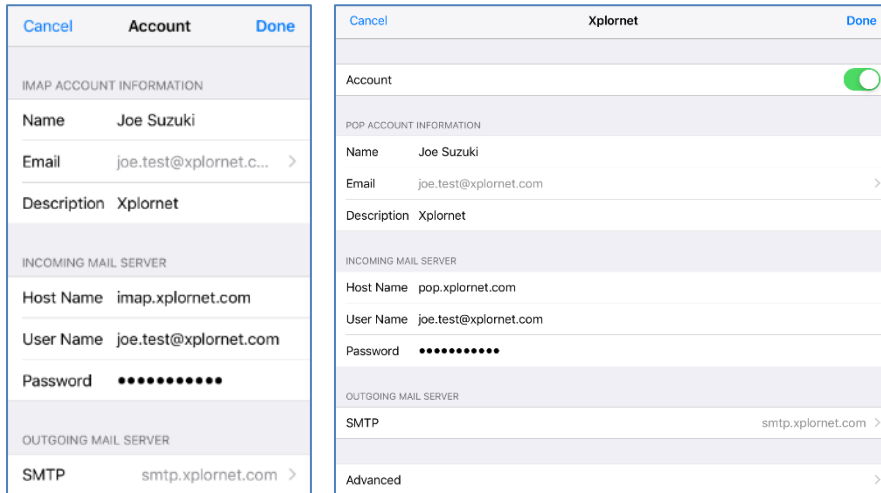 Cancel Account Done
IMAP ACCOUNT INFORMATION
Name Joe Suzuki
Email joe.test@xplornet.c... >
Description Xplornet
INCOMING MAIL SERVER
Host Name imap.xplornet.com
User Name joe.test@xplornet.com
Password ●●●●●●●●●●●
OUTGOING MAIL SERVER
SMTP smtp.xplornet.com >
Cancel Xplornet Done
Account
POP ACCOUNT INFORMATION
Name Joe Suzuki
Email joe.test@xplornet.com >
Description Xplornet
INCOMING MAIL SERVER
Host Name pop.xplornet.com
User Name joe.test@xplornet.com
Password ●●●●●●●●●●●
OUTGOING MAIL SERVER
SMTP smtp.xplornet.com >
Advanced >